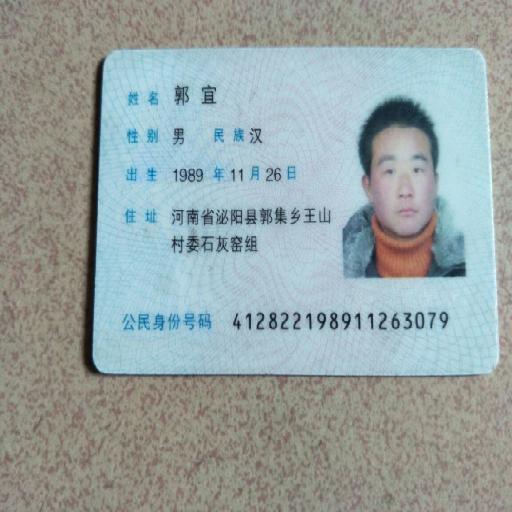 姓名 郭宜
性别 男 民族 汉
出生 1989 年 11 月 26 日
住址 河南省泌阳县郭集乡王山
村委石灰窑组
公民身份号码 412822198911263079